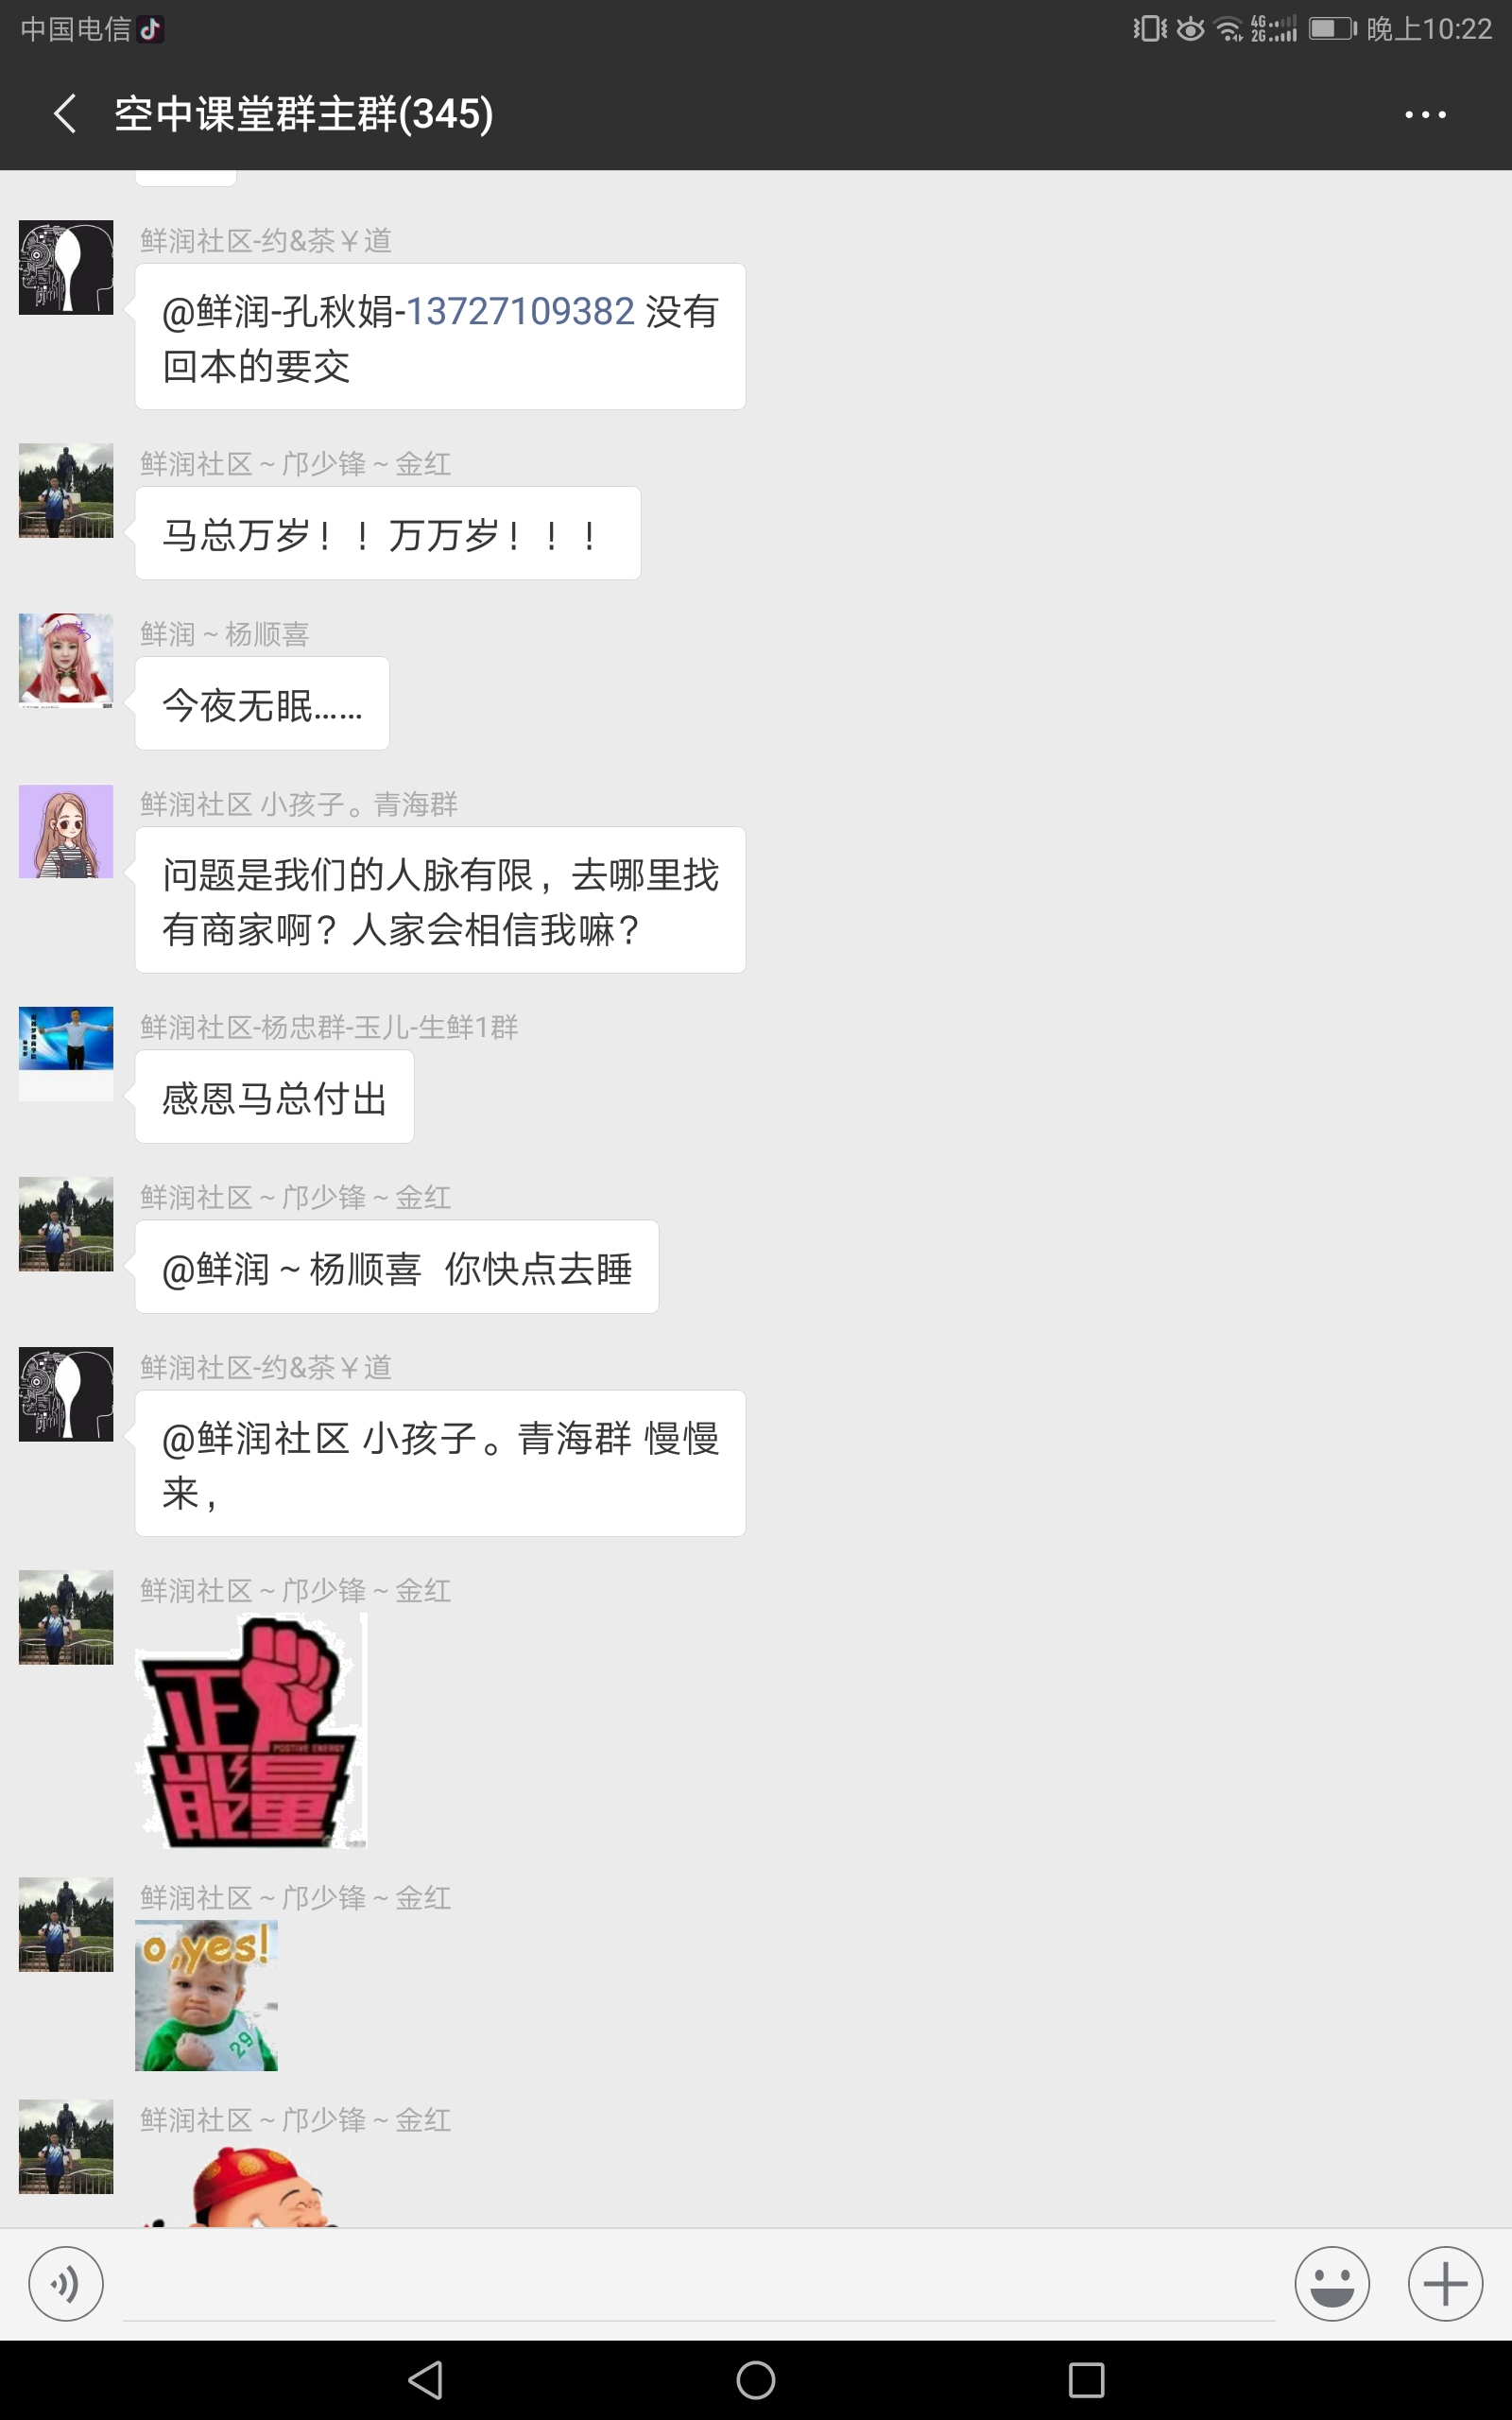 中国电信
4G
2G
晚上10:22
空中课堂群主群(345)
鲜润社区-约&茶￥道
@鲜润-孔秋娟-13727109382 没有
回本的要交
鲜润社区～邝少锋～金红
马总万岁！！万万岁！！！
鲜润～杨顺喜
今夜无眠……
鲜润社区 小孩子。青海群
问题是我们的人脉有限，去哪里找
有商家啊？人家会相信我嘛？
鲜润社区-杨忠群-玉儿-生鲜1群
感恩马总付出
鲜润社区～邝少锋～金红
@鲜润～杨顺喜 你快点去睡
鲜润社区-约&茶￥道
@鲜润社区 小孩子。青海群 慢慢
来，
鲜润社区～邝少锋～金红
正
POSTIVE ENERGY
能量
鲜润社区～邝少锋～金红
o,yes!
29
鲜润社区～邝少锋～金红